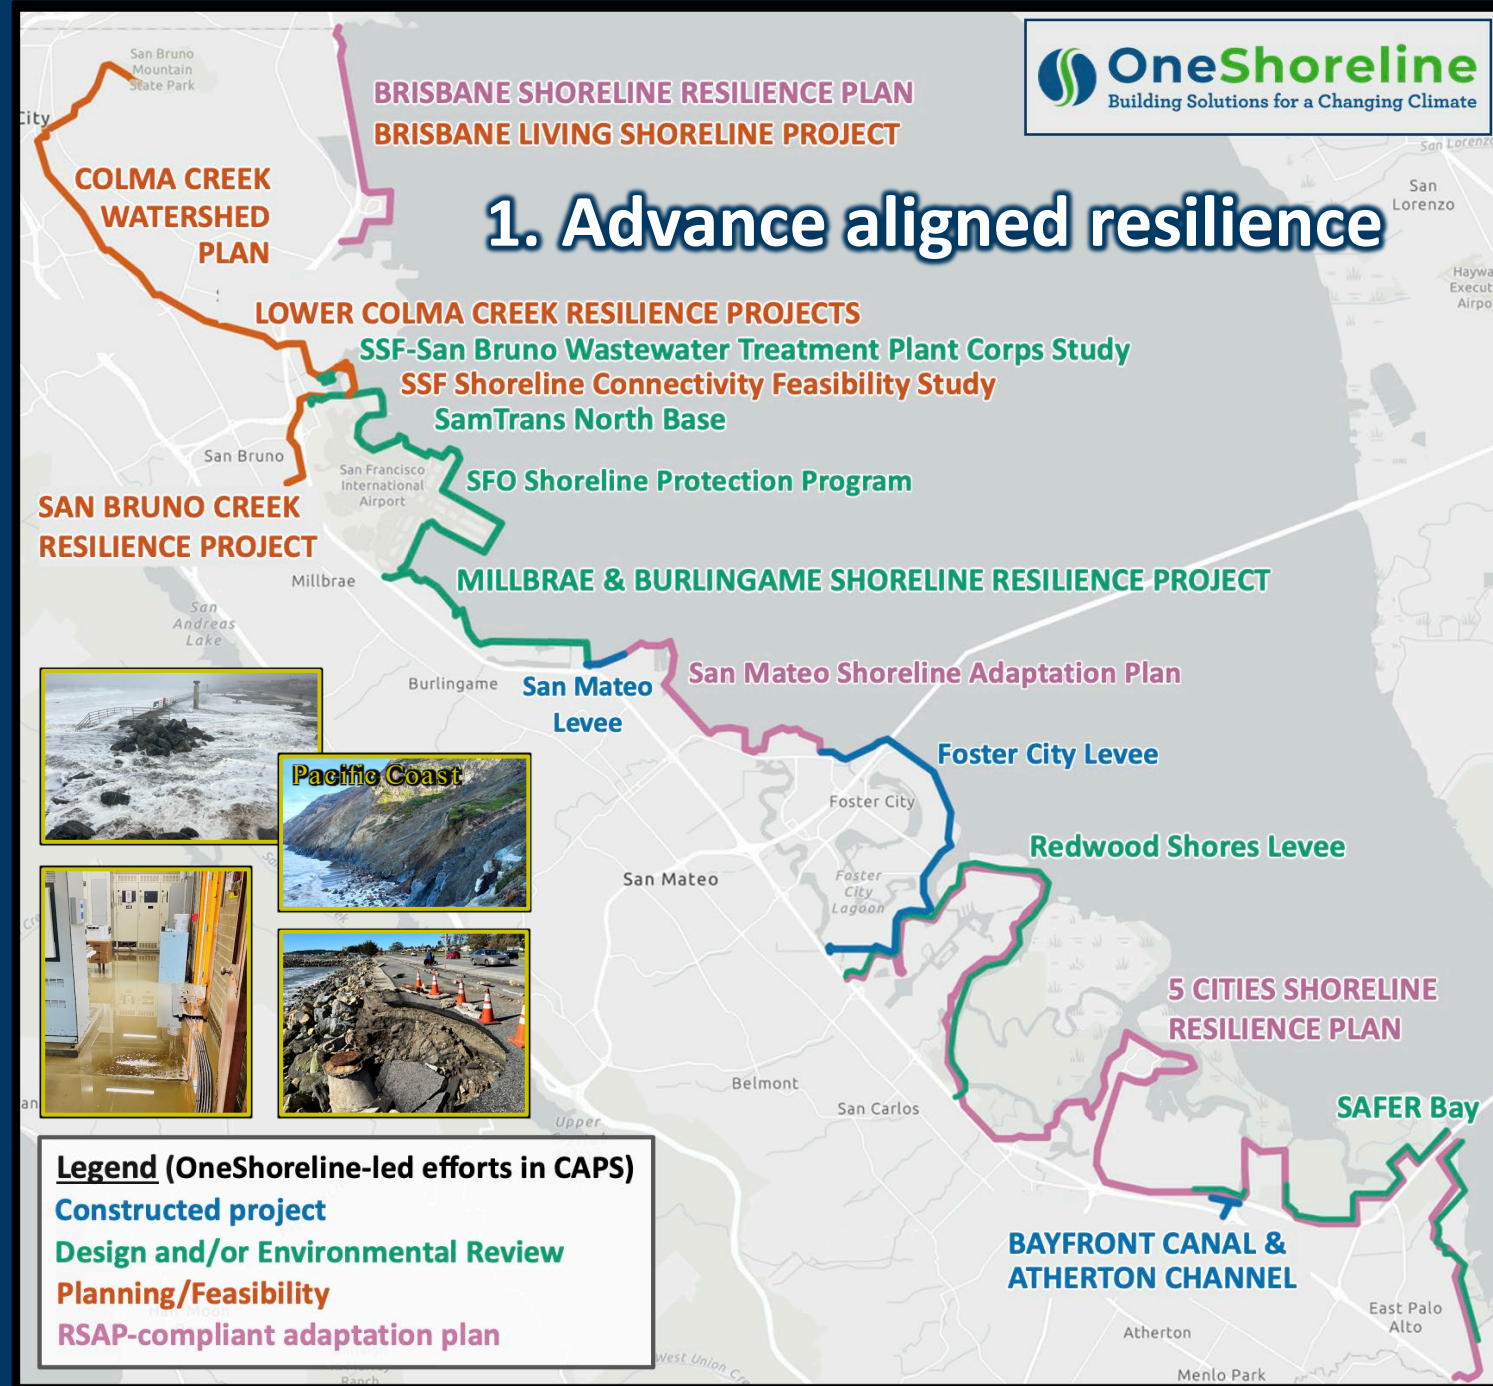 OneShoreline
Building Solutions for a Changing Climate
San Bruno
Mountain
State Park
City
BRISBANE SHORELINE RESILIENCE PLAN
BRISBANE LIVING SHORELINE PROJECT
San Lorenzo
San
Lorenzo
COLMA CREEK
WATERSHED
PLAN
1. Advance aligned resilience
LOWER COLMA CREEK RESILIENCE PROJECTS
SSF-San Bruno Wastewater Treatment Plant Corps Study
SSF Shoreline Connectivity Feasibility Study
SamTrans North Base
San Bruno
San Francisco
International
Airport
SFO Shoreline Protection Program
SAN BRUNO CREEK
RESILIENCE PROJECT
Millbrae
MILLBRAE & BURLINGAME SHORELINE RESILIENCE PROJECT
San
Andreas
Lake
Burlingame
San Mateo
Levee
San Mateo Shoreline Adaptation Plan
Foster City Levee
Pacific Coast
Foster City
Redwood Shores Levee
San Mateo
Foster
City
Lagoon
5 CITIES SHORELINE
RESILIENCE PLAN
Belmont
San Carlos
Upper
SAFER Bay
BAYFRONT CANAL &
ATHERTON CHANNEL
East Palo
Alto
Atherton
Menlo Park
West Union
Legend (OneShoreline-led efforts in CAPS)
Constructed project
Design and/or Environmental Review
Planning/Feasibility
RSAP-compliant adaptation plan
Ranch